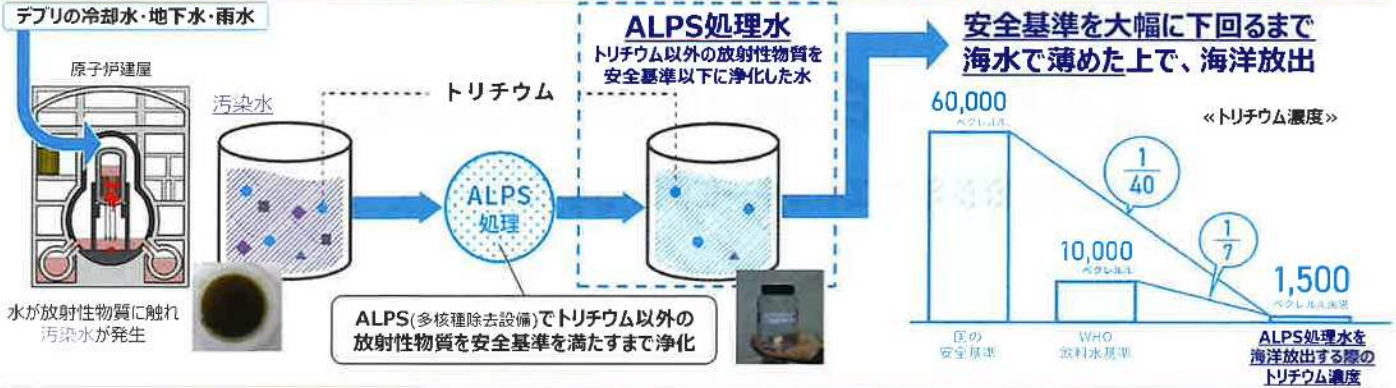 デブリの冷却水・地下水・雨水
原子炉建屋
水が放射性物質に触れ
汚染水が発生
汚染水
トリチウム
ALPS
処理
ALPS(多核種除去設備)でトリチウム以外の
放射性物質を安全基準を満たすまで浄化
ALPS処理水
トリチウム以外の放射性物質を
安全基準以下に浄化した水
安全基準を大幅に下回るまで
海水で薄めた上で、海洋放出
≪トリチウム濃度≫
60,000
ベクレル/L
1
40
10,000
ベクレル/L
1
7
1,500
ベクレル/L未満
国の
安全基準
WHO
飲料水基準
ALPS処理水を
海洋放出する際の
トリチウム濃度